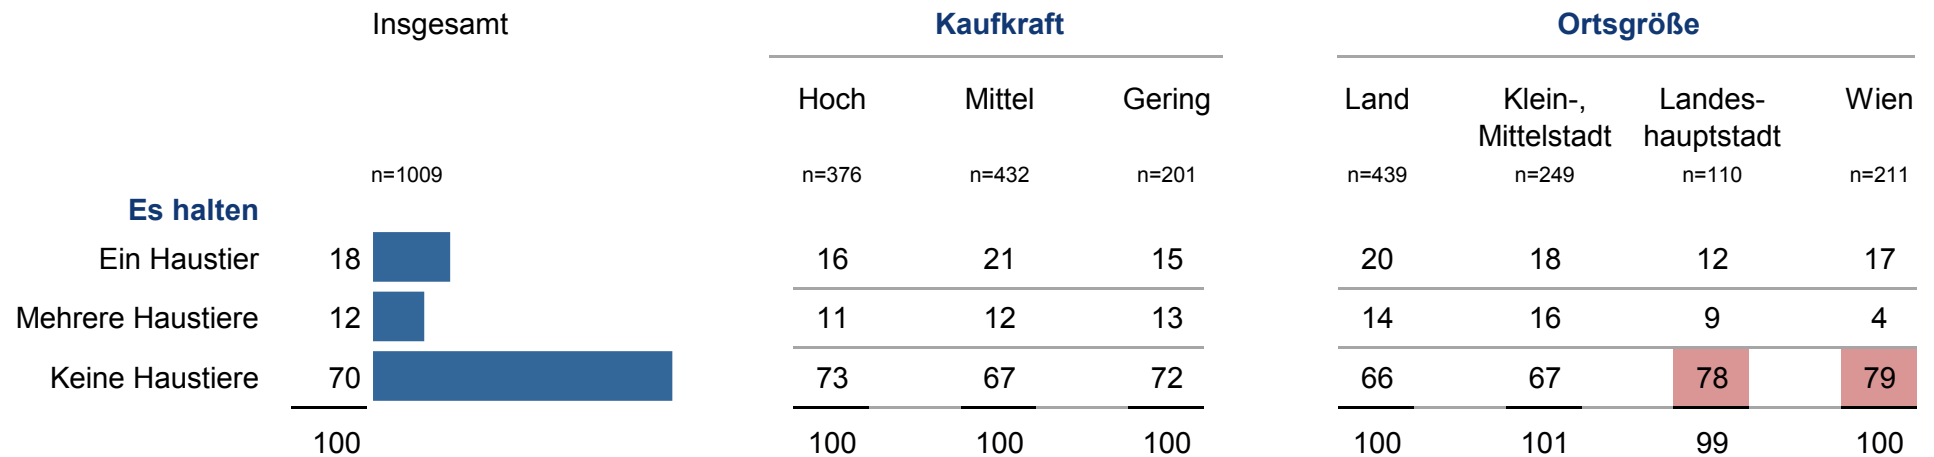 Insgesamt Kaufkraft Ortsgröße
Hoch Mittel Gering Land Klein-, Landes- Wien
Mittelstadt hauptstadt
n=1009 n=376 n=432 n=201 n=439 n=249 n=110 n=211
Es halten
Ein Haustier 18 16 21 15 20 18 12 17
Mehrere Haustiere 12 11 12 13 14 16 9 4
Keine Haustiere 70 73 67 72 66 67 78 79
100 100 100 100 100 101 99 100